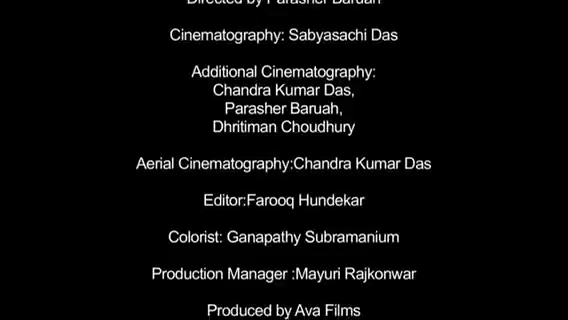 Directed by Parasher Baruah
Cinematography: Sabyasachi Das
Additional Cinematography:
Chandra Kumar Das,
Parasher Baruah,
Dhritiman Choudhury
Aerial Cinematography:Chandra Kumar Das
Editor:Farooq Hundekar
Colorist: Ganapathy Subramanium
Production Manager :Mayuri Rajkonwar
Produced by Ava Films